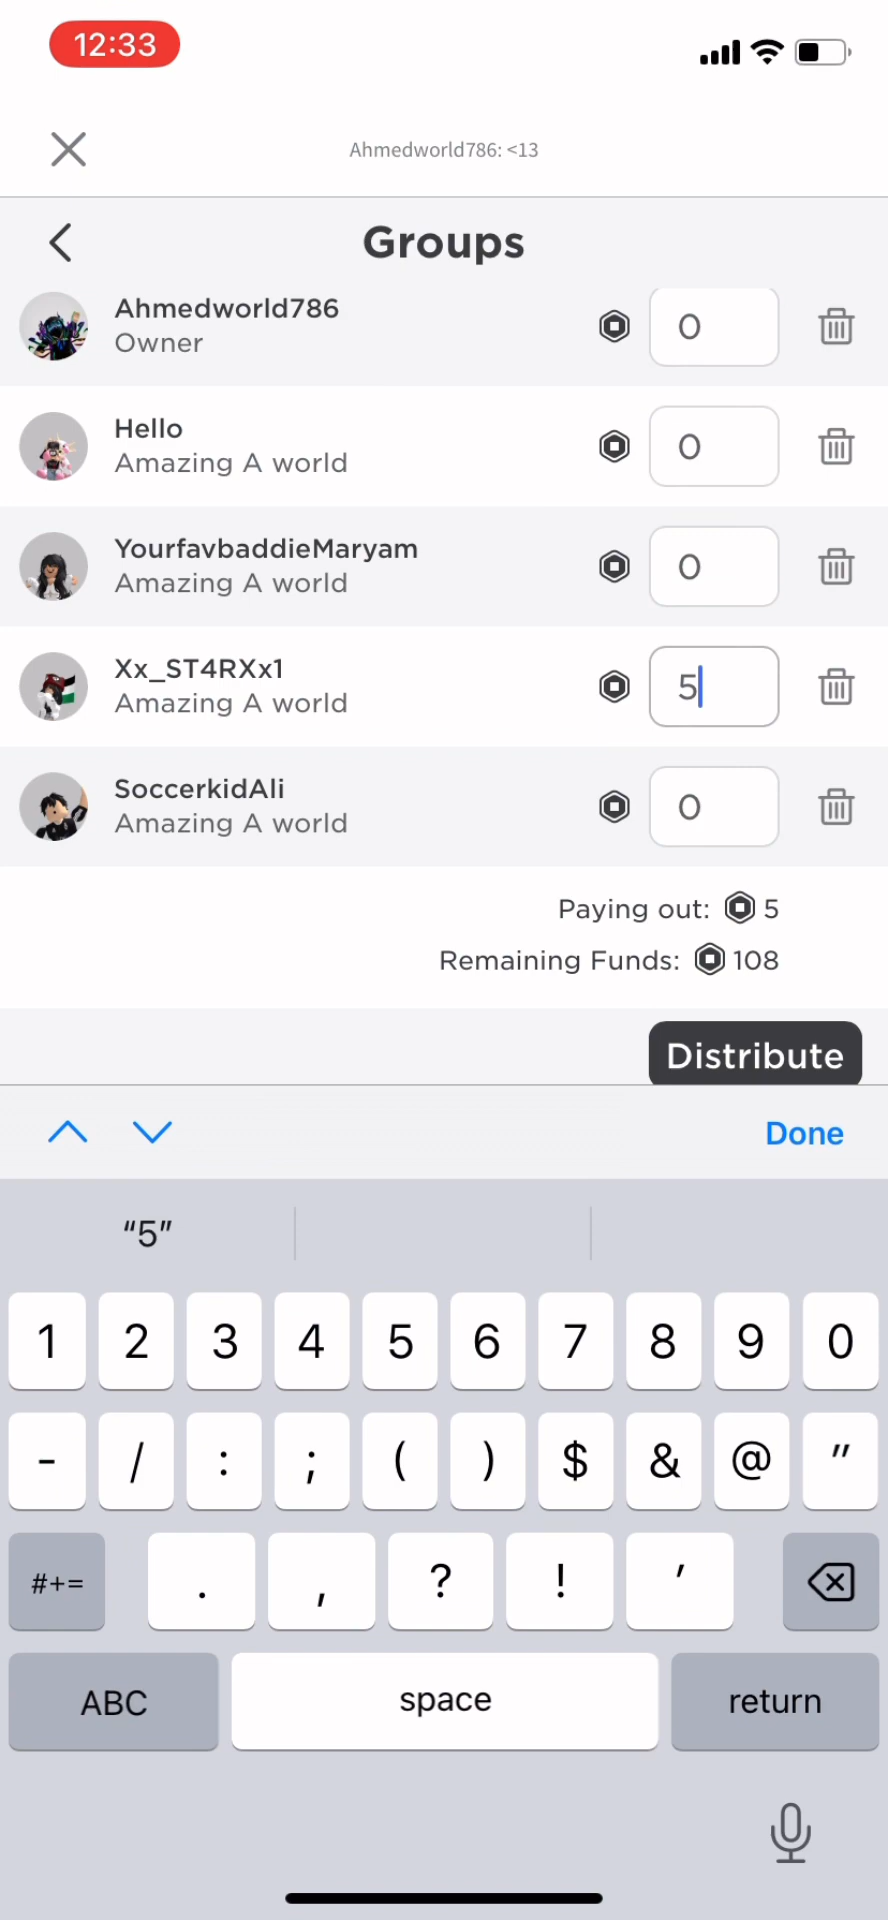 12:33
Ahmedworld786: <13
Groups
Ahmedworld786
Owner
0
Hello
Amazing A world
0
YourfavbaddieMaryam
Amazing A world
0
Xx_ST4RXx1
Amazing A world
5
SoccerkidAli
Amazing A world
0
Paying out: 5
Remaining Funds: 108
Distribute
Done
“5”
1 2 3 4 5 6 7 8 9 0
- / : ; ( ) $ & @ "
#+= . , ? ! '
ABC space return